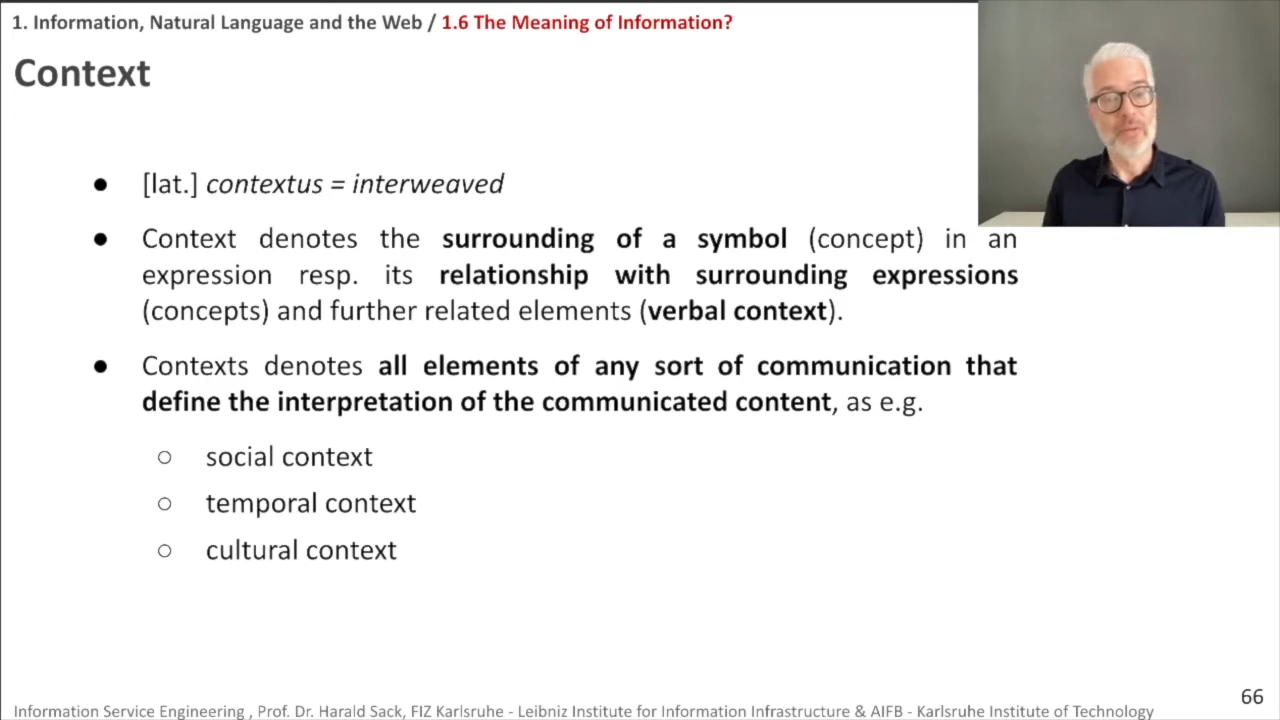 1. Information, Natural Language and the Web / 1.6 The Meaning of Information?
Context
● [lat.] contextus = interweaved
● Context denotes the surrounding of a symbol (concept) in an
expression resp. its relationship with surrounding expressions
(concepts) and further related elements (verbal context).
● Contexts denotes all elements of any sort of communication that
define the interpretation of the communicated content, as e.g.
○ social context
○ temporal context
○ cultural context
66
Information Service Engineering , Prof. Dr. Harald Sack, FIZ Karlsruhe - Leibniz Institute for Information Infrastructure & AIFB - Karlsruhe Institute of Technology